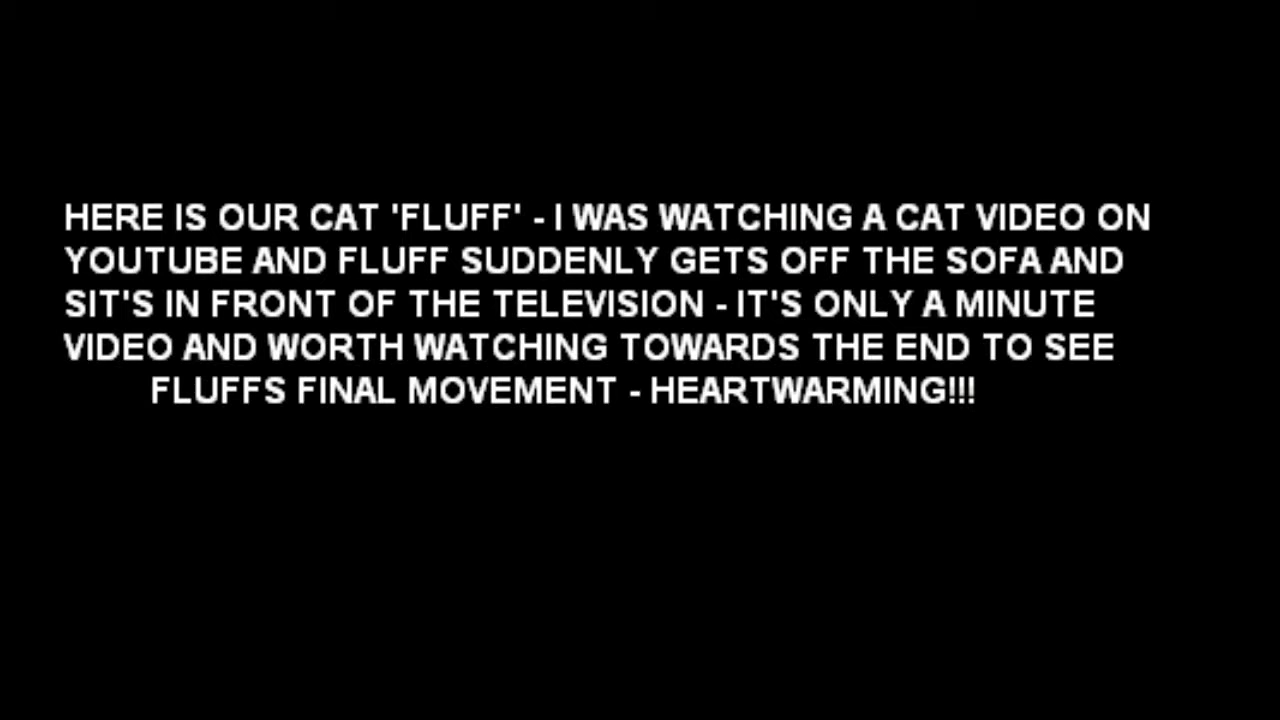 HERE IS OUR CAT 'FLUFF' - I WAS WATCHING A CAT VIDEO ON
YOUTUBE AND FLUFF SUDDENLY GETS OFF THE SOFA AND
SIT'S IN FRONT OF THE TELEVISION - IT'S ONLY A MINUTE
VIDEO AND WORTH WATCHING TOWARDS THE END TO SEE
FLUFFS FINAL MOVEMENT - HEARTWARMING!!!